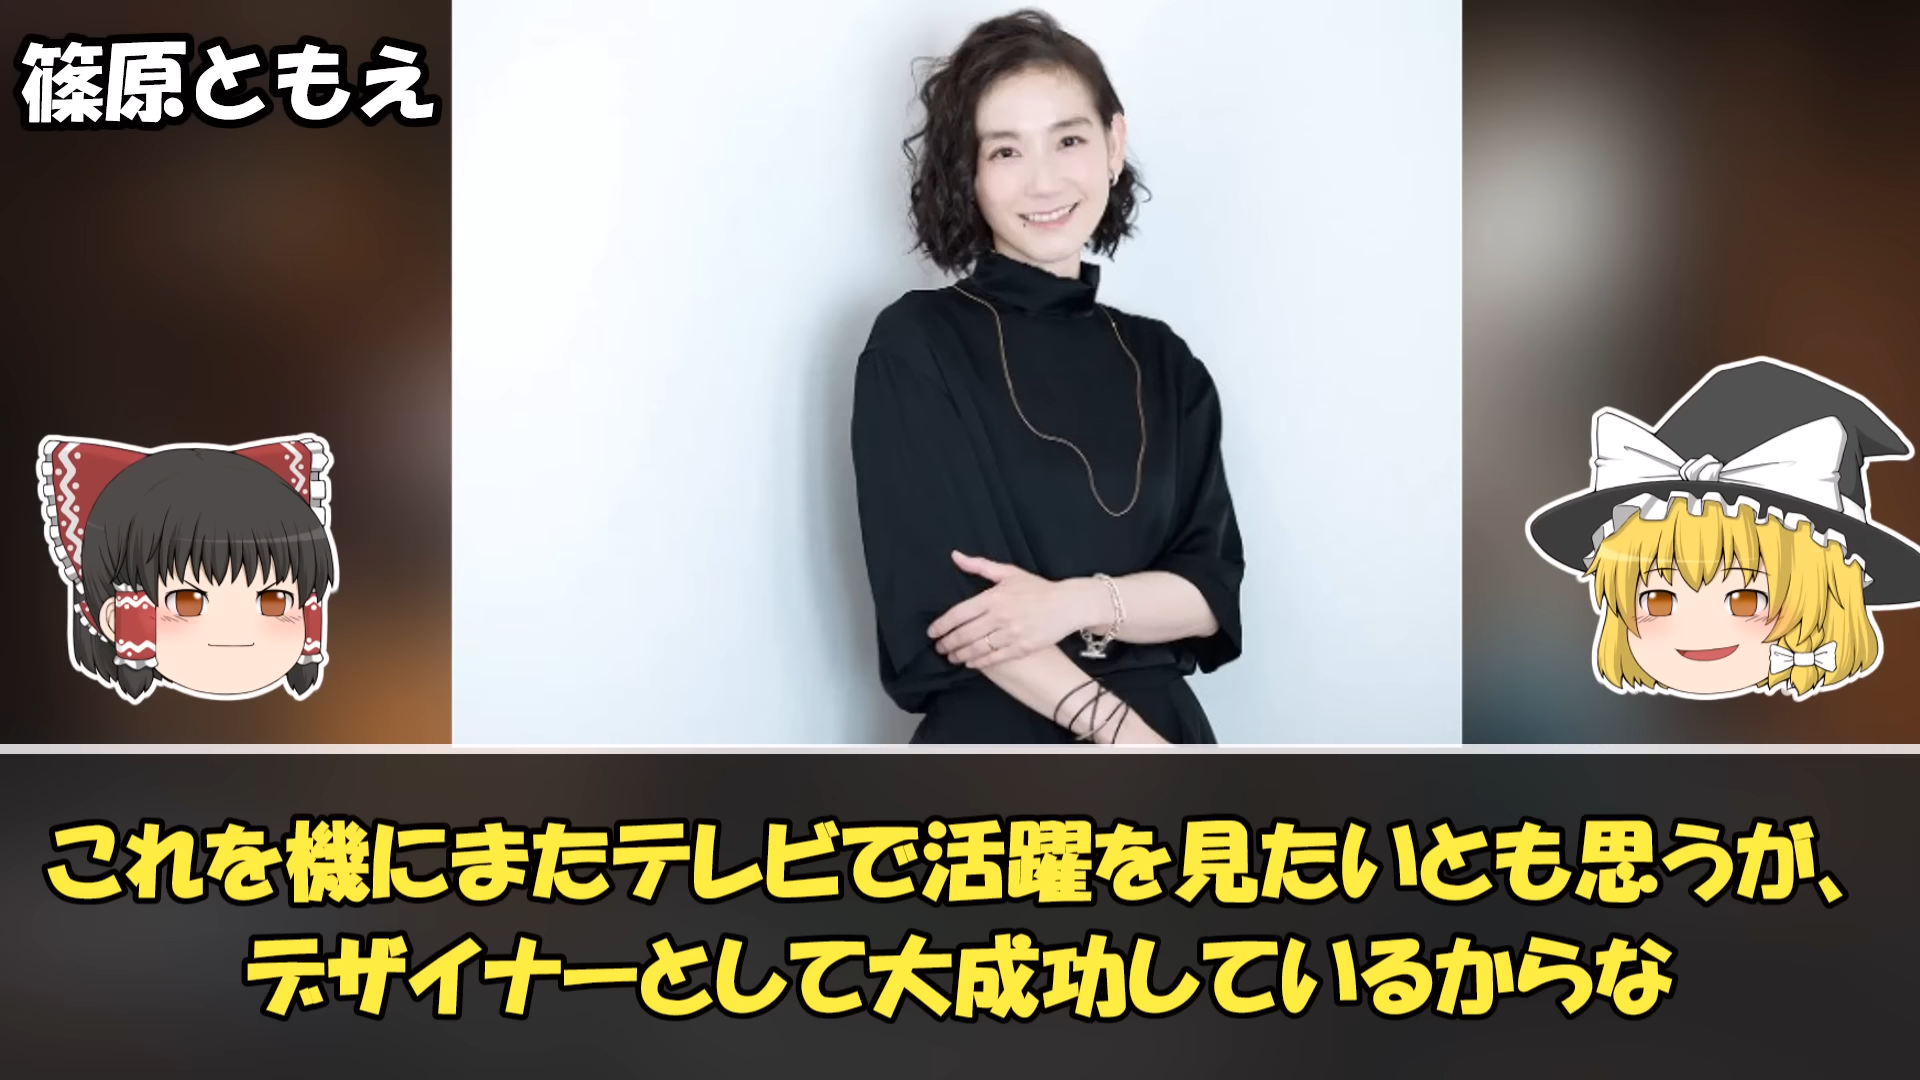 篠原ともえ
これを機にまたテレビで活躍を見たいとも思うが、
デザイナーとして大成功しているからな